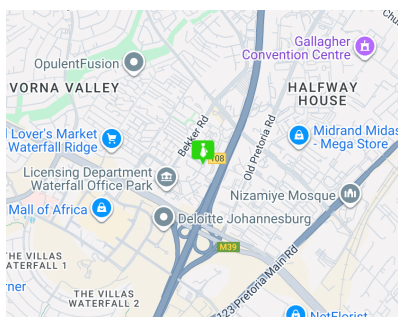 Gallagher
Convention Centre
OpulentFusion
VORNA VALLEY
HALFWAY
HOUSE
Bekker Rd
Old Pretoria Rd
Lover's Market
Waterfall Ridge
Midrand Midas
- Mega Store
108
Licensing Department
Waterfall Office Park
Nizamiye Mosque
Mall of Africa
Deloitte Johannesburg
M39
THE VILLAS
WATERFALL 1
THE VILLAS
WATERFALL 2
123 Pretoria Main Rd
NetFlorist